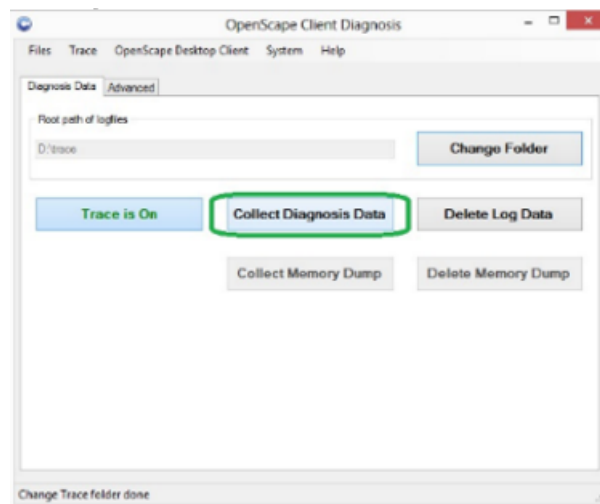 OpenScape Client Diagnosis
Files Trace OpenScape Desktop Client System Help
Diagnosis Data Advanced
Root path of logfiles
D:\trace Change Folder
Trace is On Collect Diagnosis Data Delete Log Data
Collect Memory Dump Delete Memory Dump
Change Trace folder done